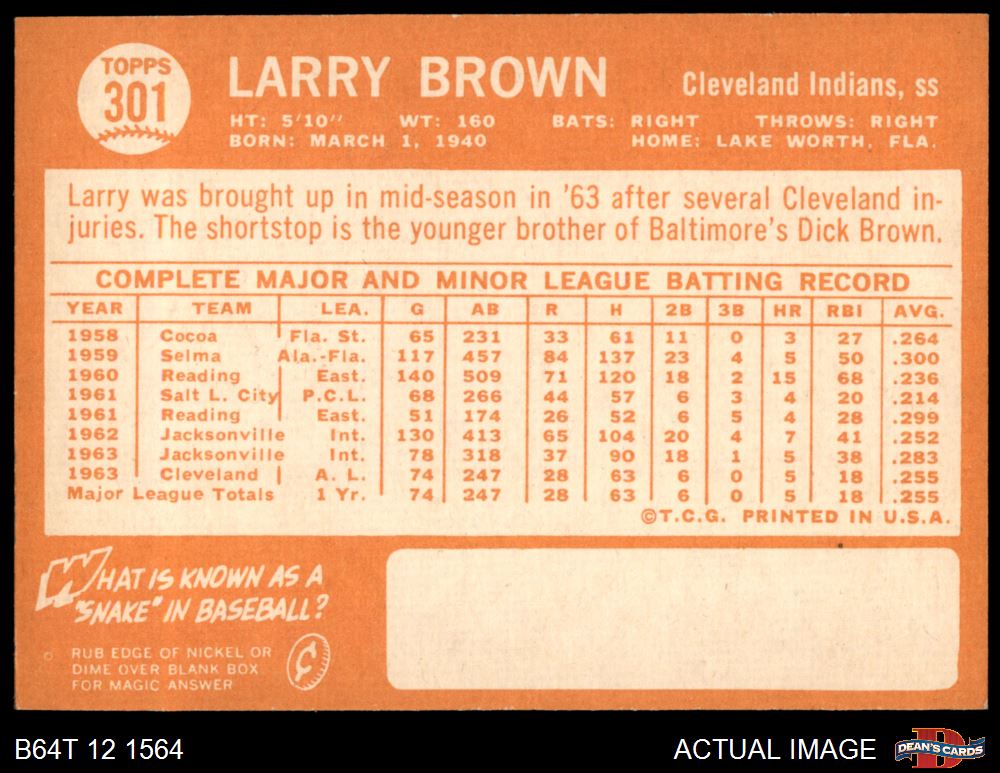 TOPPS
301
LARRY BROWN
Cleveland Indians, ss
HT: 5'10" WT: 160 BATS: RIGHT THROWS: RIGHT
BORN: MARCH 1, 1940 HOME: LAKE WORTH, FLA.
Larry was brought up in mid-season in '63 after several Cleveland in-
juries. The shortstop is the younger brother of Baltimore's Dick Brown.
COMPLETE MAJOR AND MINOR LEAGUE BATTING RECORD
YEAR TEAM LEA. G AB R H 2B 3B HR RBI AVG.
1958 Cocoa Fla. St. 65 231 33 61 11 0 3 27 .264
1959 Selma Ala.-Fla. 117 457 84 137 23 4 5 50 .300
1960 Reading East. 140 509 71 120 18 2 15 68 .236
1961 Salt L. City P.C.L. 68 266 44 57 6 3 4 20 .214
1961 Reading East. 51 174 26 52 6 5 4 28 .299
1962 Jacksonville Int. 130 413 65 104 20 4 7 41 .252
1963 Jacksonville Int. 78 318 37 90 18 1 5 38 .283
1963 Cleveland A. L. 74 247 28 63 6 0 5 18 .255
Major League Totals 1 Yr. 74 247 28 63 6 0 5 18 .255
©T.C.G. PRINTED IN U.S.A.
WHAT IS KNOWN AS A
"SNAKE" IN BASEBALL?
RUB EDGE OF NICKEL OR
DIME OVER BLANK BOX
FOR MAGIC ANSWER
¢
B64T 12 1564
ACTUAL IMAGE
D
DEAN'S CARDS